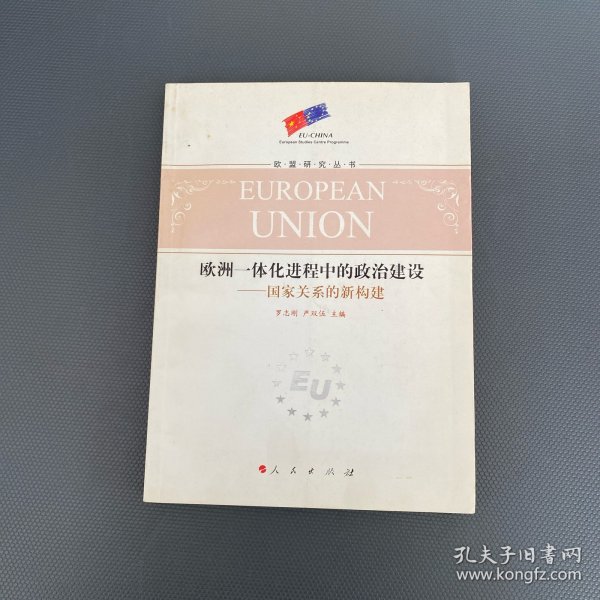 EU-CHINA
European Studies Centre Programme
欧·盟·研·究·丛·书
EUROPEAN
UNION
欧洲一体化进程中的政治建设
——国家关系的新构建
罗志刚 严双伍 主编
EU
人民出版社
孔夫子旧书网
www.kongfz.com